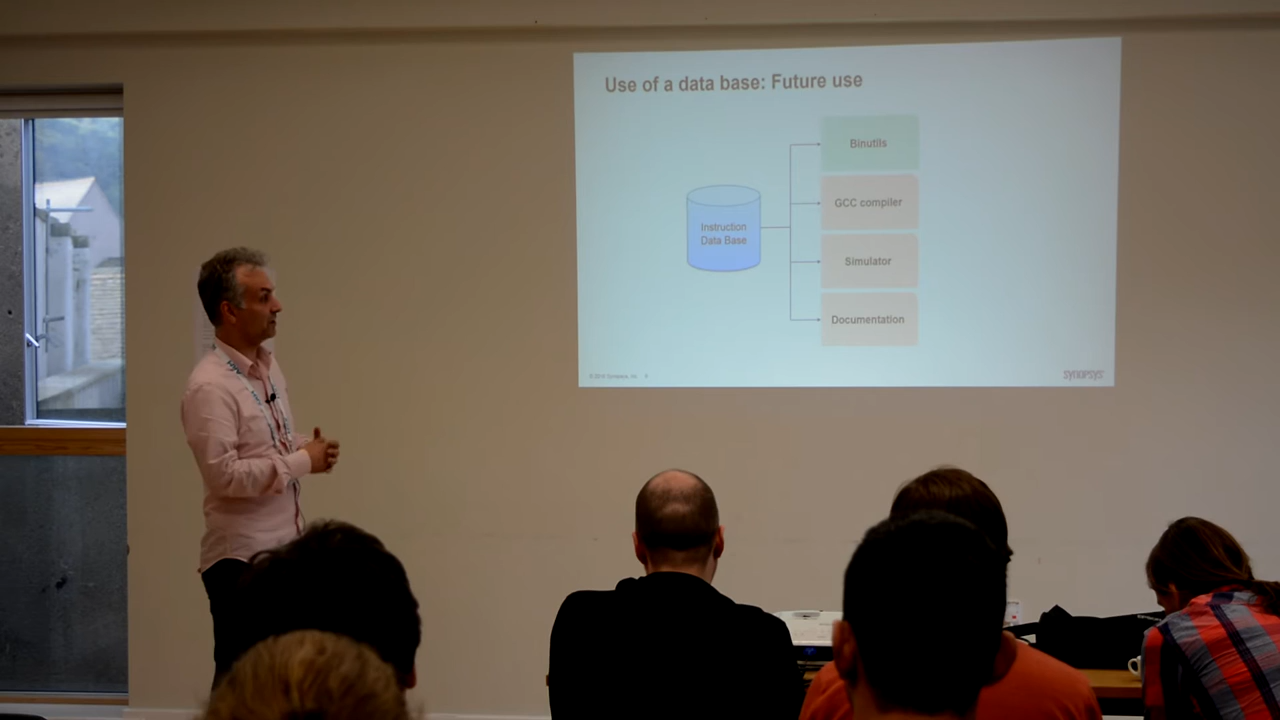 Use of a data base: Future use
Binutils
GCC compiler
Instruction
Data Base
Simulator
Documentation
SYNOPSYS